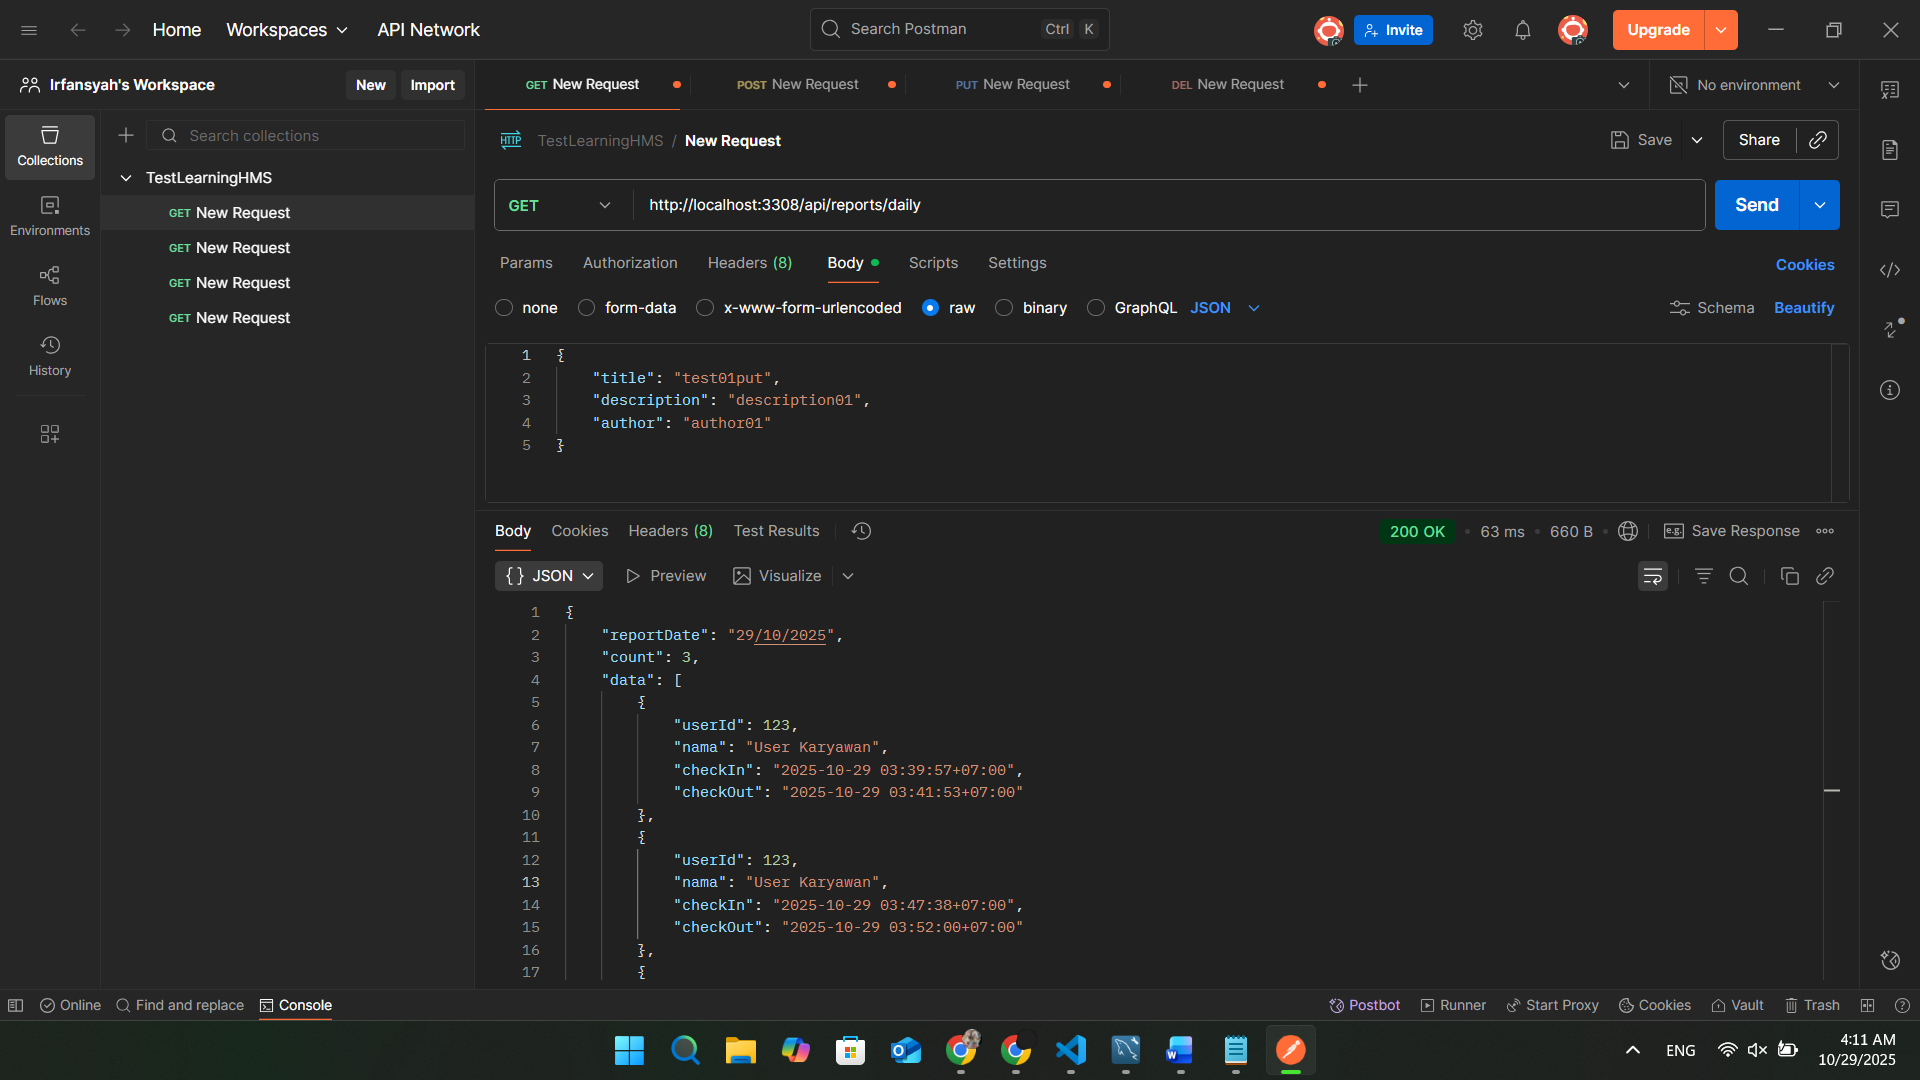 Home
Workspaces
API Network
Search Postman
Ctrl K
Invite
Upgrade
Irfansyah's Workspace
New
Import
GET New Request
POST New Request
PUT New Request
DEL New Request
No environment
Collections
Environments
Flows
History
Search collections
TestLearningHMS
GET New Request
GET New Request
GET New Request
GET New Request
HTTP
TestLearningHMS / New Request
Save
Share
GET
http://localhost:3308/api/reports/daily
Send
Params
Authorization
Headers (8)
Body
Scripts
Settings
Cookies
none
form-data
x-www-form-urlencoded
raw
binary
GraphQL
JSON
Schema
Beautify
1 {
2 "title": "test01put",
3 "description": "description01",
4 "author": "author01"
5 }
Body
Cookies
Headers (8)
Test Results
200 OK
63 ms
660 B
e.g.
Save Response
{} JSON
Preview
Visualize
1 {
2 "reportDate": "29/10/2025",
3 "count": 3,
4 "data": [
5 {
6 "userId": 123,
7 "nama": "User Karyawan",
8 "checkIn": "2025-10-29 03:39:57+07:00",
9 "checkOut": "2025-10-29 03:41:53+07:00"
10 },
11 {
12 "userId": 123,
13 "nama": "User Karyawan",
14 "checkIn": "2025-10-29 03:47:38+07:00",
15 "checkOut": "2025-10-29 03:52:00+07:00"
16 },
17 {
Online
Find and replace
Console
Postbot
Runner
Start Proxy
Cookies
Vault
Trash
ENG
4:11 AM
10/29/2025